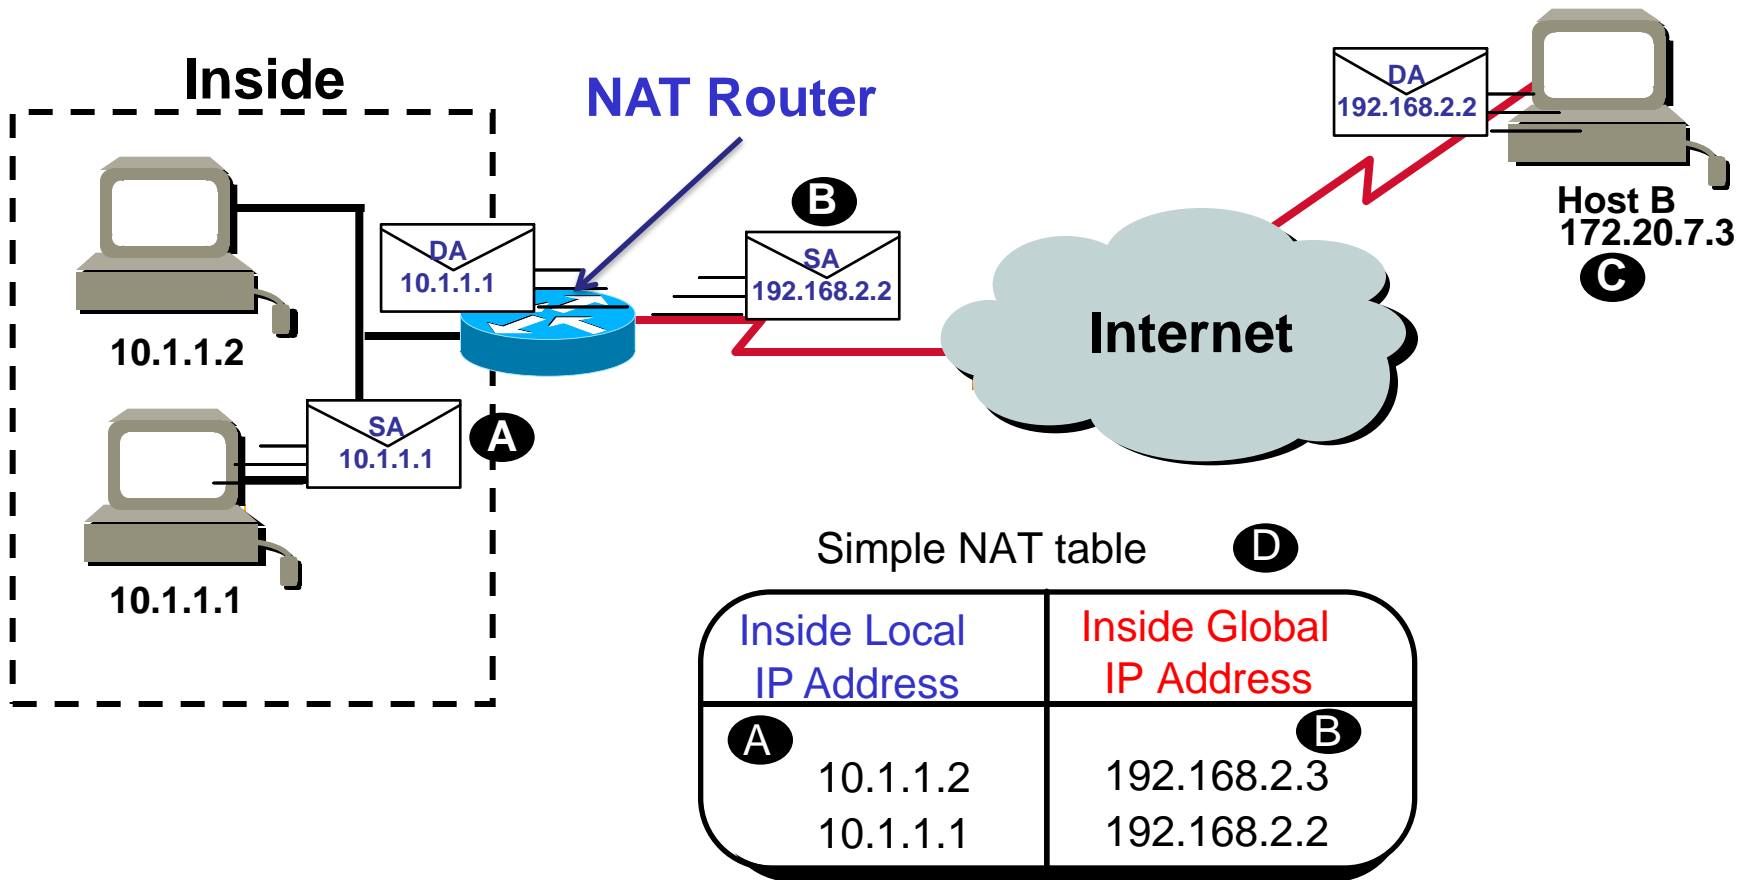 Inside
NAT Router
DA
192.168.2.2
B
Host B
172.20.7.3
C
DA
10.1.1.1
SA
192.168.2.2
Internet
10.1.1.2
SA
10.1.1.1
A
10.1.1.1
Simple NAT table
D
Inside Local
IP Address
Inside Global
IP Address
A
B
10.1.1.2 192.168.2.3
10.1.1.1 192.168.2.2